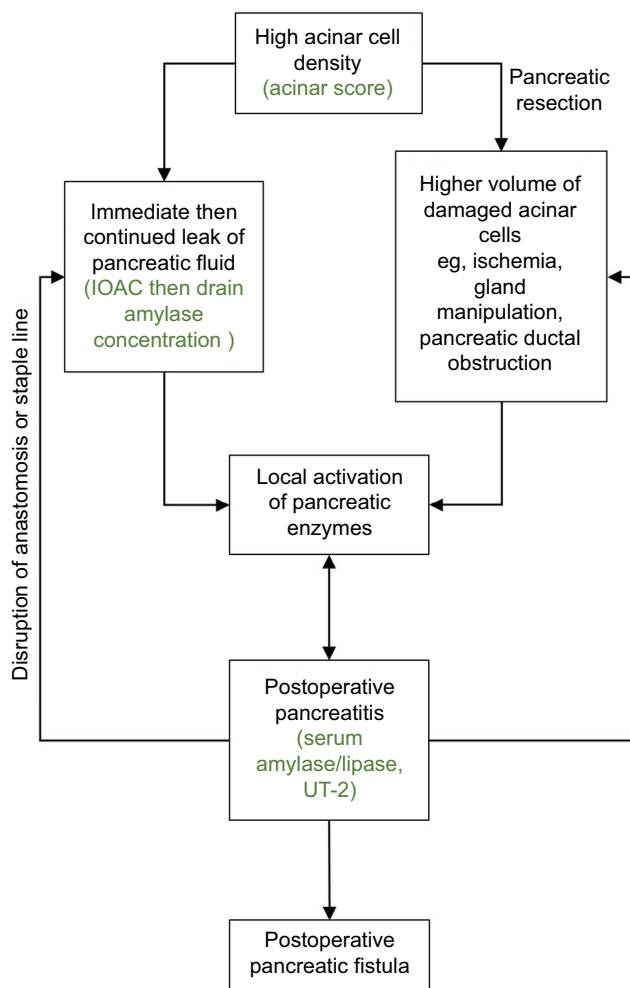 High acinar cell
density
(acinar score)
Pancreatic
resection
Immediate then
continued leak of
pancreatic fluid
(IOAC then drain
amylase
concentration )
Higher volume of
damaged acinar
cells
eg, ischemia,
gland
manipulation,
pancreatic ductal
obstruction
Disruption of anastomosis or staple line
Local activation
of pancreatic
enzymes
Postoperative
pancreatitis
(serum
amylase/lipase,
UT-2)
Postoperative
pancreatic fistula